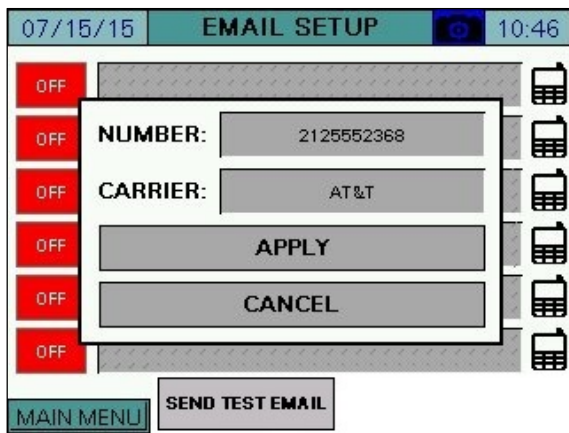 07/15/15 EMAIL SETUP 10:46
OFF
OFF NUMBER: 2125552368
OFF CARRIER: AT&T
OFF APPLY
OFF CANCEL
OFF
MAIN MENU SEND TEST EMAIL